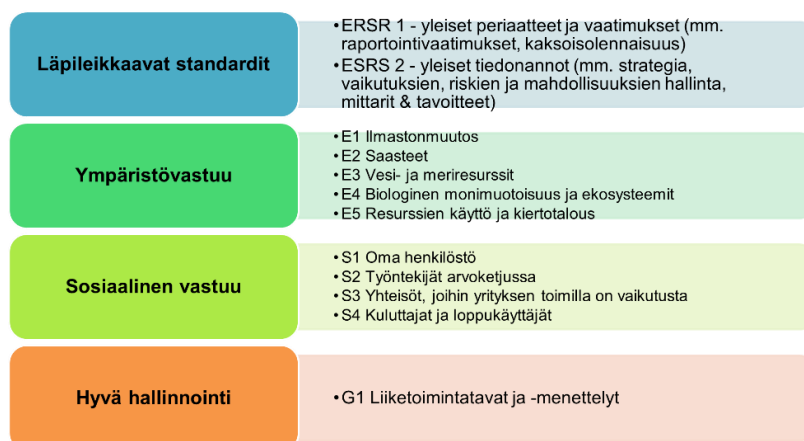 Läpileikkaavat standardit
•ERSR 1 - yleiset periaatteet ja vaatimukset (mm.
raportointivaatimukset, kaksoisolennaisuus)
•ESRS 2 - yleiset tiedonannot (mm. strategia,
vaikutuksien, riskien ja mahdollisuuksien hallinta,
mittarit & tavoitteet)
Ympäristövastuu
•E1 Ilmastonmuutos
•E2 Saasteet
•E3 Vesi- ja meriresurssit
•E4 Biologinen monimuotoisuus ja ekosysteemit
•E5 Resurssien käyttö ja kiertotalous
Sosiaalinen vastuu
•S1 Oma henkilöstö
•S2 Työntekijät arvoketjussa
•S3 Yhteisöt, joihin yrityksen toimilla on vaikutusta
•S4 Kuluttajat ja loppukäyttäjät
Hyvä hallinnointi
•G1 Liiketoimintatavat ja -menettelyt